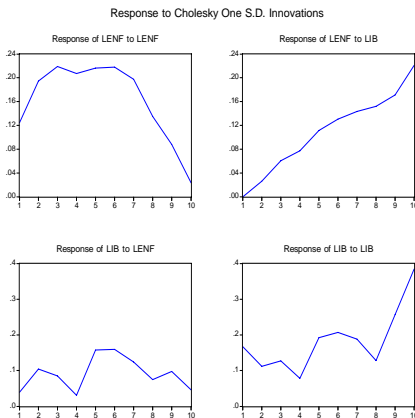 Response to Cholesky One S.D. Innovations
Response of LENF to LENF
.24
.20
.16
.12
.08
.04
.00
1 2 3 4 5 6 7 8 9 10
Response of LENF to LIB
.24
.20
.16
.12
.08
.04
.00
1 2 3 4 5 6 7 8 9 10
Response of LIB to LENF
.4
.3
.2
.1
.0
1 2 3 4 5 6 7 8 9 10
Response of LIB to LIB
.4
.3
.2
.1
.0
1 2 3 4 5 6 7 8 9 10